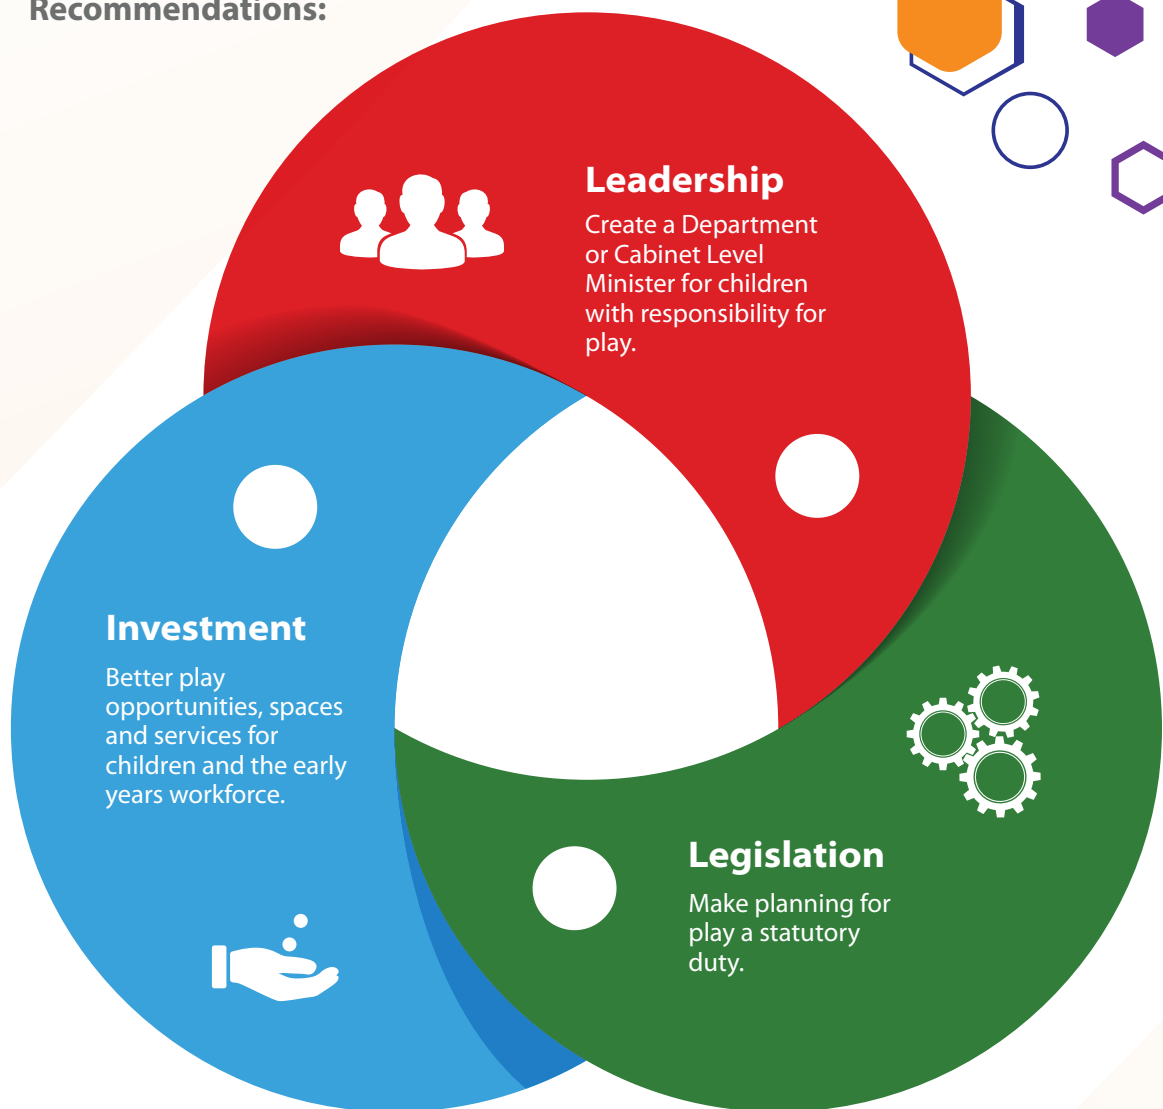 Recommendations:
Leadership
Create a Department
or Cabinet Level
Minister for children
with responsibility for
play.
Investment
Better play
opportunities, spaces
and services for
children and the early
years workforce.
Legislation
Make planning for
play a statutory
duty.